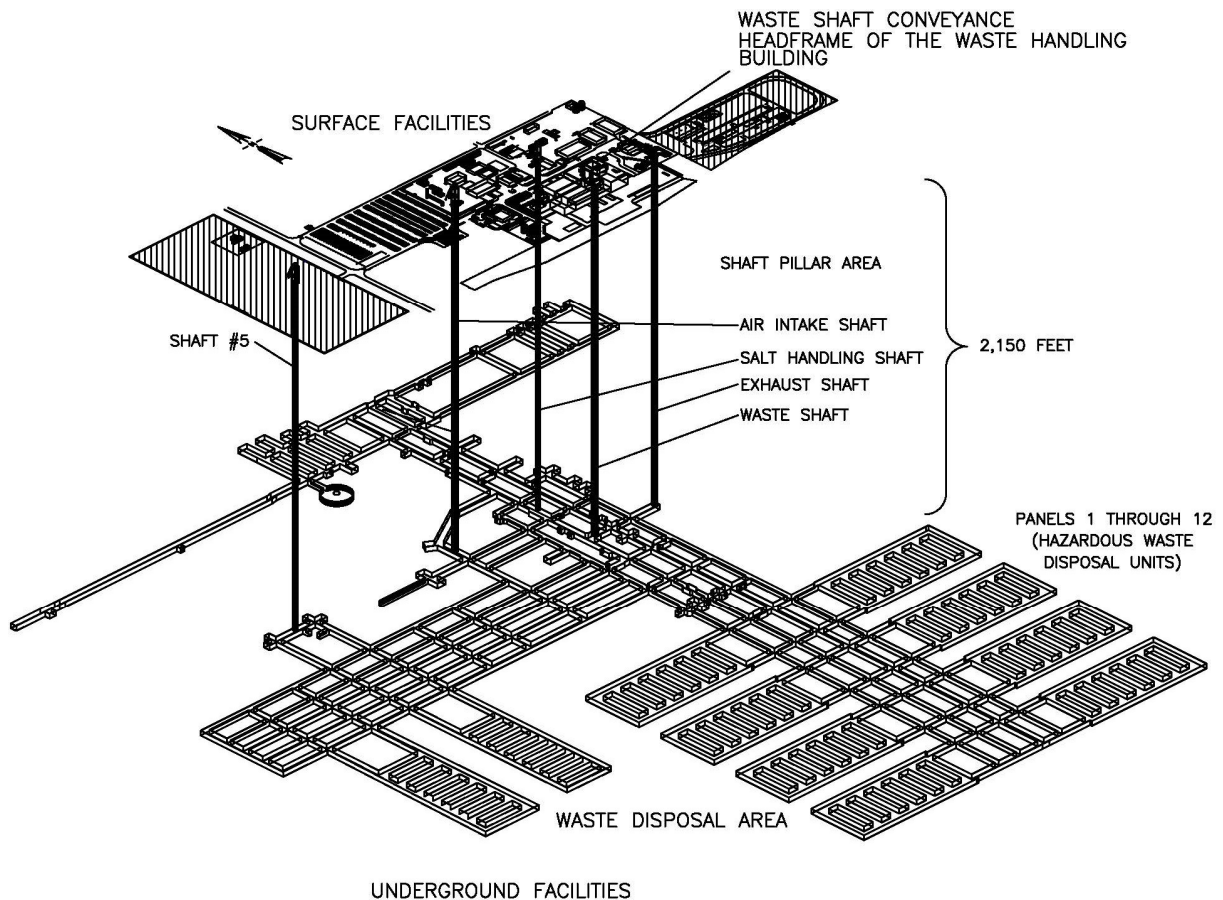 WASTE SHAFT CONVEYANCE
HEADFRAME OF THE WASTE HANDLING
BUILDING
SURFACE FACILITIES
SHAFT PILLAR AREA
AIR INTAKE SHAFT
SHAFT #5
2,150 FEET
SALT HANDLING SHAFT
EXHAUST SHAFT
WASTE SHAFT
PANELS 1 THROUGH 12
(HAZARDOUS WASTE
DISPOSAL UNITS)
WASTE DISPOSAL AREA
UNDERGROUND FACILITIES